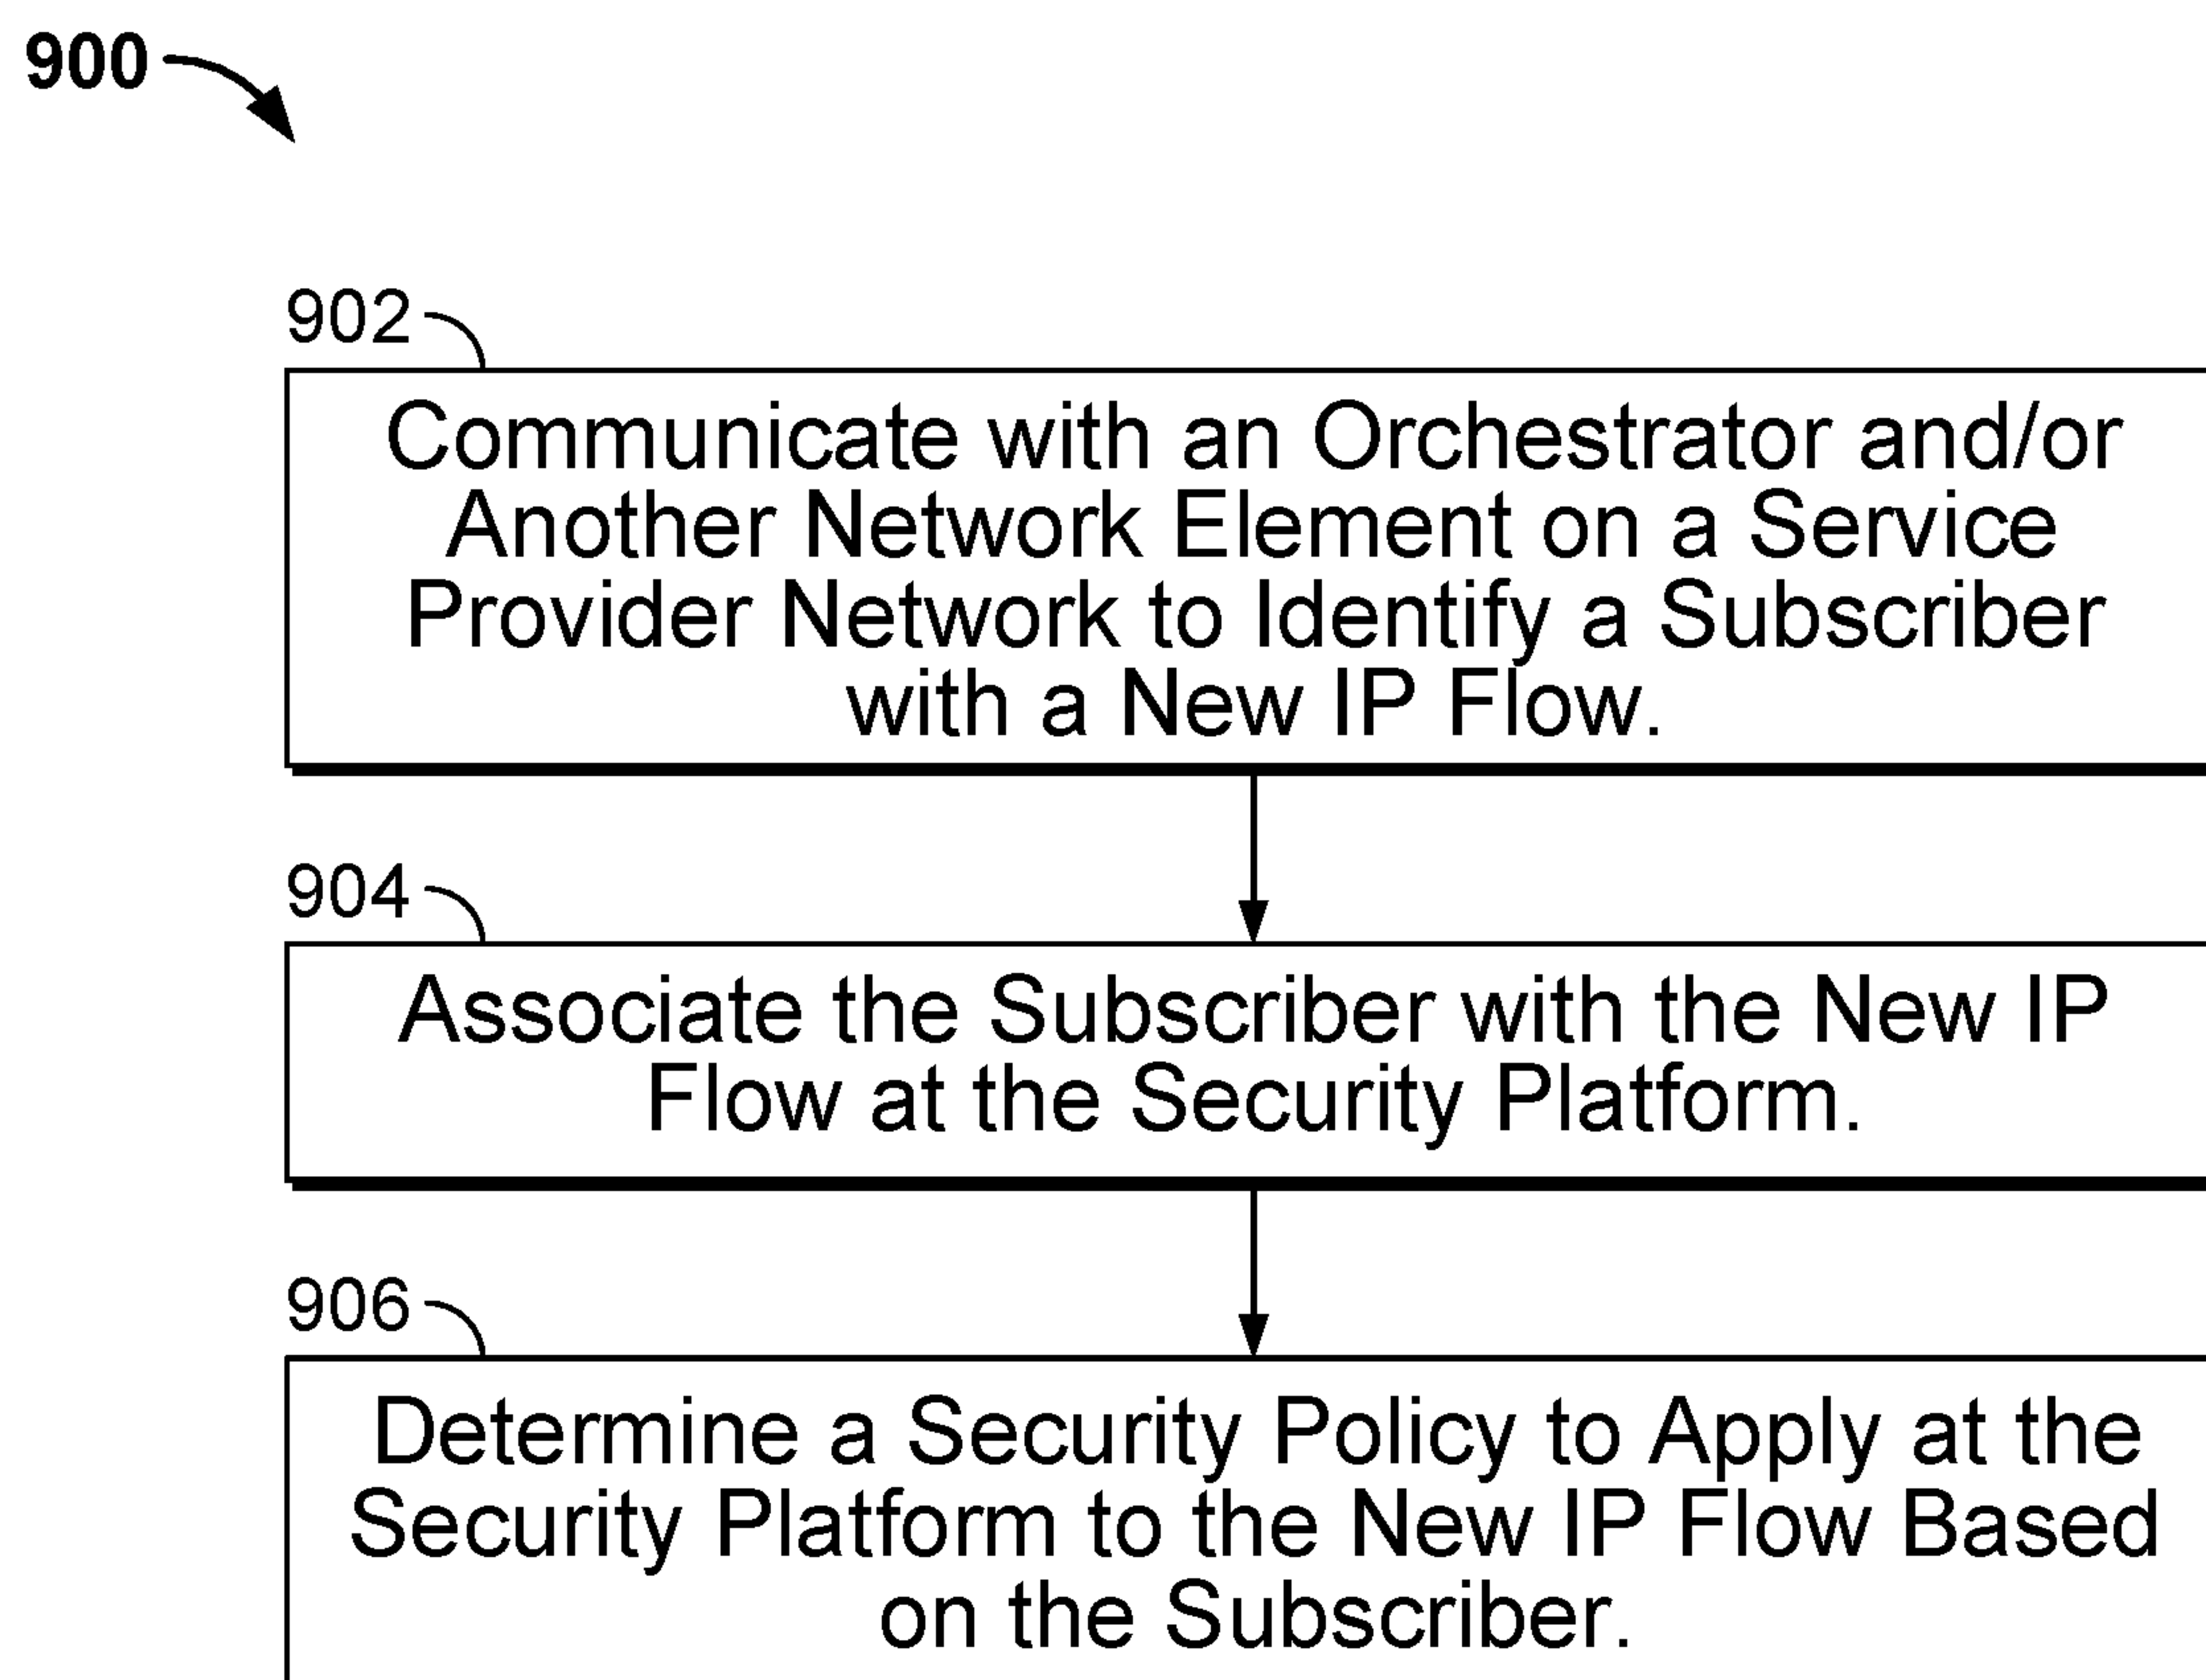 900
902
Communicate with an Orchestrator and/or
Another Network Element on a Service
Provider Network to Identify a Subscriber
with a New IP Flow.
904
Associate the Subscriber with the New IP
Flow at the Security Platform.
906
Determine a Security Policy to Apply at the
Security Platform to the New IP Flow Based
on the Subscriber.